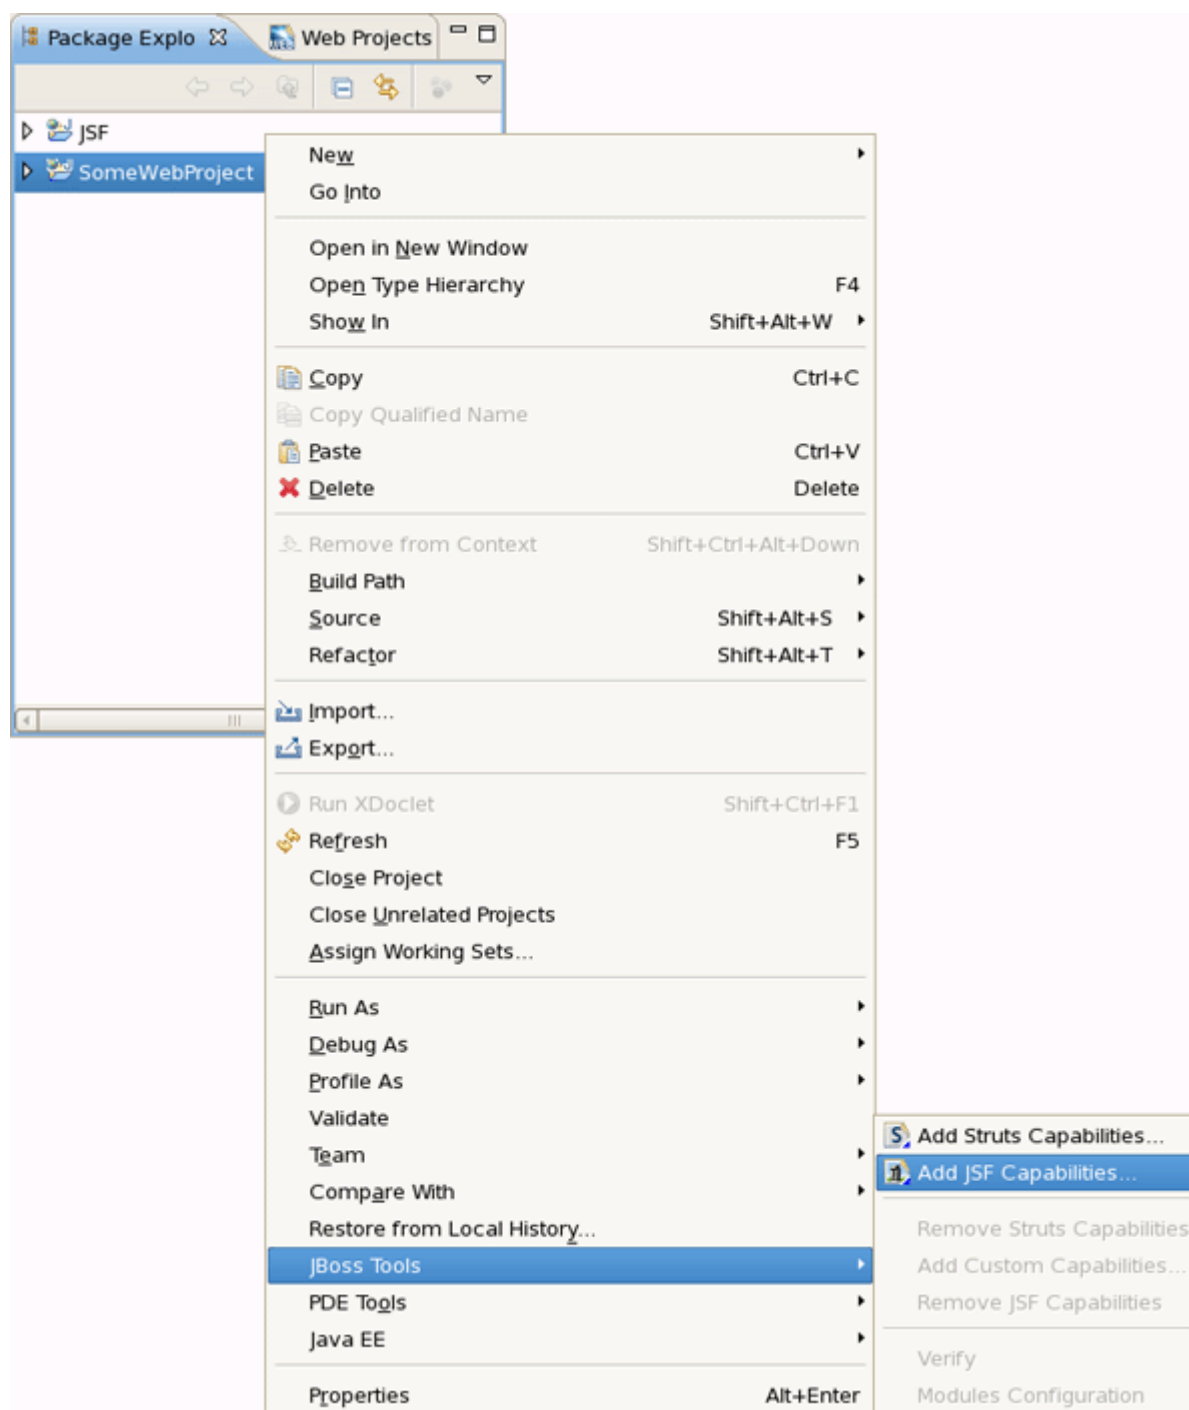 Package Explo
Web Projects
JSF
SomeWebProject
New
Go Into
Open in New Window
Open Type Hierarchy F4
Show In Shift+Alt+W
Copy Ctrl+C
Copy Qualified Name
Paste Ctrl+V
Delete Delete
Remove from Context Shift+Ctrl+Alt+Down
Build Path
Source Shift+Alt+S
Refactor Shift+Alt+T
Import...
Export...
Run XDoclet Shift+Ctrl+F1
Refresh F5
Close Project
Close Unrelated Projects
Assign Working Sets...
Run As
Debug As
Profile As
Validate
Team
Compare With
Restore from Local History...
JBoss Tools
PDE Tools
Java EE
Properties Alt+Enter
Add Struts Capabilities...
Add JSF Capabilities...
Remove Struts Capabilities
Add Custom Capabilities...
Remove JSF Capabilities
Verify
Modules Configuration